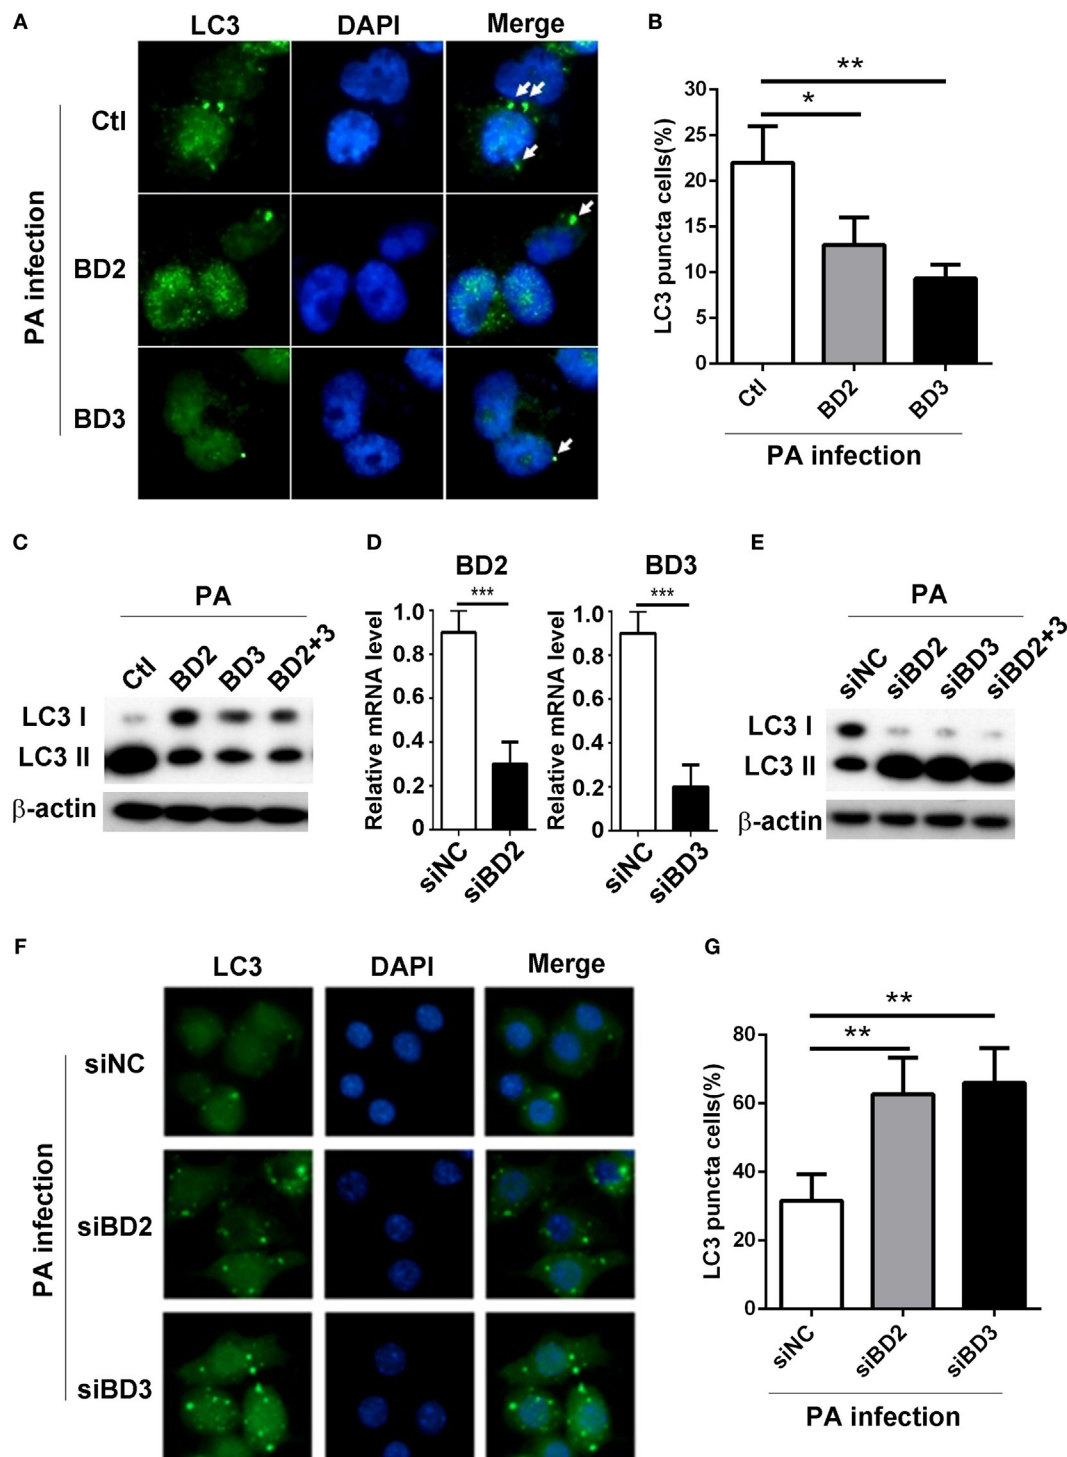 A
LC3 DAPI Merge
PA infection
Ctl
BD2
BD3
B
LC3 puncta cells(%)
30
25
20
15
10
5
0
**
*
Ctl BD2 BD3
PA infection
C
PA
Ctl BD2 BD3 BD2+3
LC3 I
LC3 II
β-actin
D
BD2
***
Relative mRNA level
1.0
0.8
0.6
0.4
0.2
0
siNC siBD2
BD3
***
Relative mRNA level
1.0
0.8
0.6
0.4
0.2
0
siNC siBD3
E
PA
siNC siBD2 siBD3 siBD2+3
LC3 I
LC3 II
β-actin
F
LC3 DAPI Merge
PA infection
siNC
siBD2
siBD3
G
LC3 puncta cells(%)
80
60
40
20
0
**
**
siNC siBD2 siBD3
PA infection